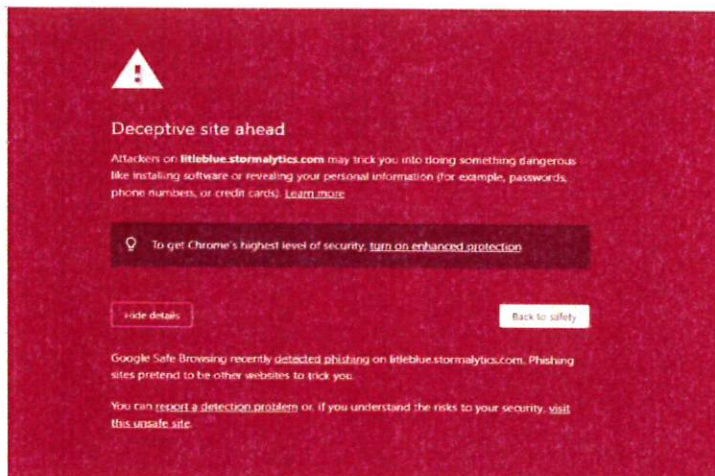 Deceptive site ahead
Attackers on litleblue.stormalytics.com may trick you into doing something dangerous
like installing software or revealing your personal information (for example, passwords,
phone numbers, or credit cards). Learn more
To get Chrome's highest level of security, turn on enhanced protection
Hide details
Back to safety
Google Safe Browsing recently detected phishing on litleblue.stormalytics.com. Phishing
sites pretend to be other websites to trick you.
You can report a detection problem or, if you understand the risks to your security, visit
this unsafe site.